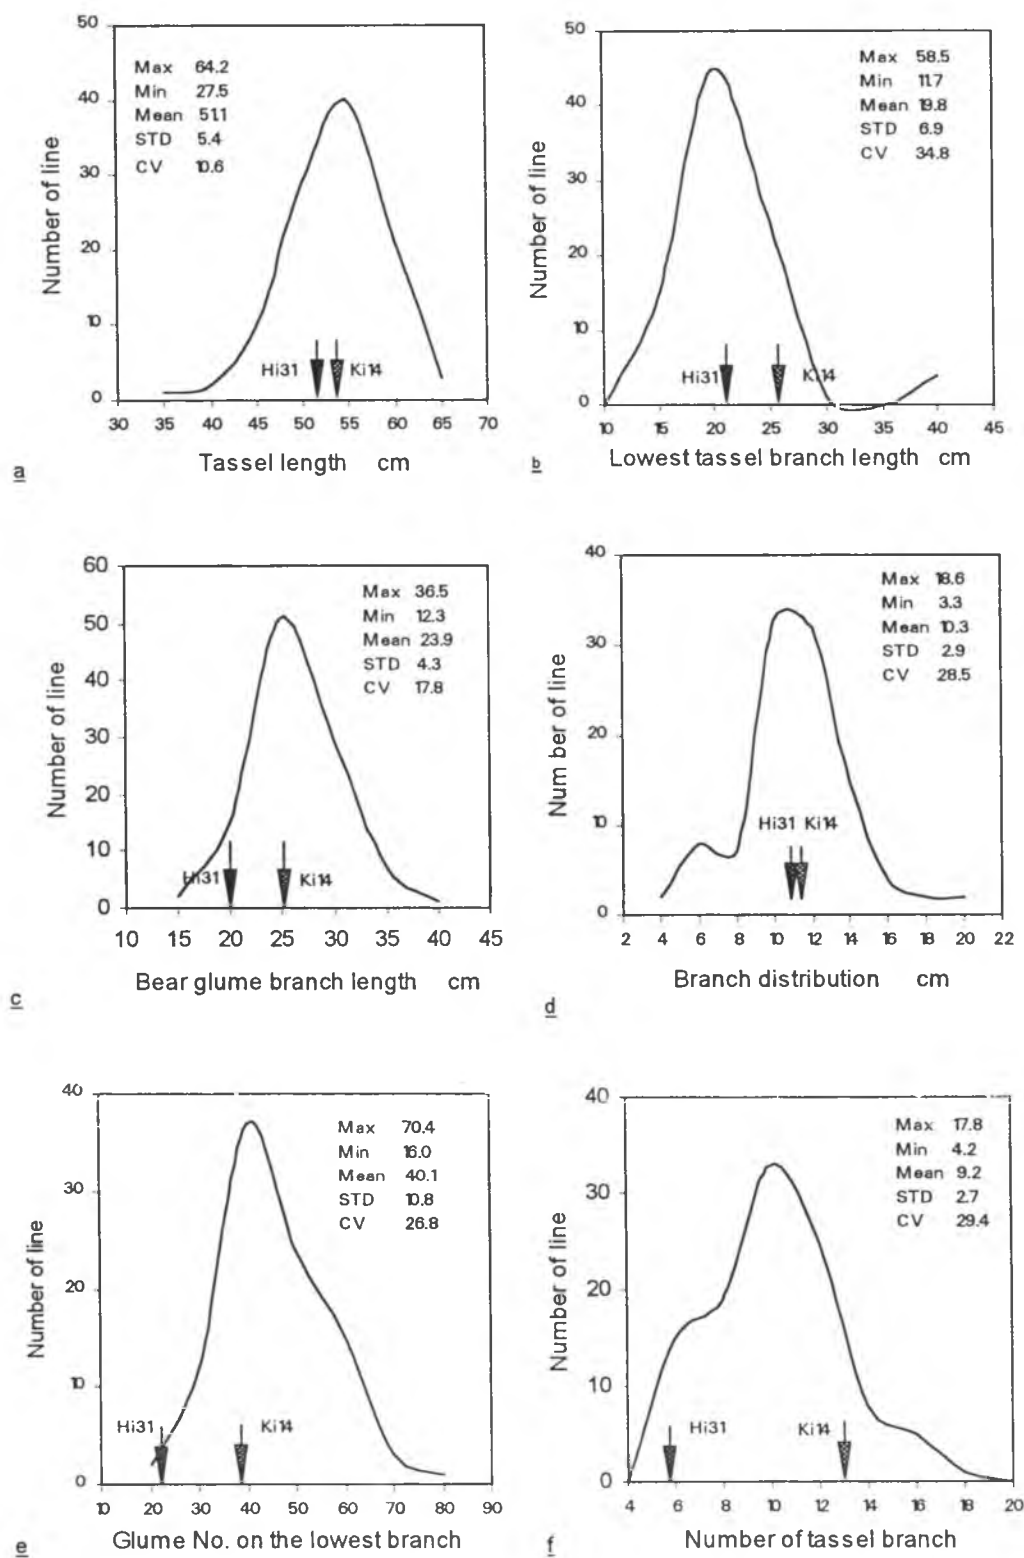 50
40
30
20
10
0
Number of line
Max 64.2
Min 27.5
Mean 51.1
STD 5.4
CV 10.6
Hi31 Ki14
30 35 40 45 50 55 60 65 70
Tassel length cm
a
50
40
30
20
10
0
Number of line
Max 58.5
Min 11.7
Mean 19.8
STD 6.9
CV 34.8
Hi31 Ki14
10 15 20 25 30 35 40 45
Lowest tassel branch length cm
b
60
50
40
30
20
10
0
Number of line
Max 36.5
Min 12.3
Mean 23.9
STD 4.3
CV 17.8
Hi31 Ki14
10 15 20 25 30 35 40 45
Bear glume branch length cm
c
40
30
20
10
0
Num ber of line
Max 18.6
Min 3.3
Mean 10.3
STD 2.9
CV 28.5
Hi31 Ki14
2 4 6 8 10 12 14 16 18 20 22
Branch distribution cm
d
40
30
20
10
0
Number of line
Max 70.4
Min 16.0
Mean 40.1
STD 10.8
CV 26.8
Hi31 Ki14
10 20 30 40 50 60 70 80 90
Glume No. on the lowest branch
e
40
30
20
10
0
Number of line
Max 17.8
Min 4.2
Mean 9.2
STD 2.7
CV 29.4
Hi31 Ki14
4 6 8 10 12 14 16 18 20
Number of tassel branch
f